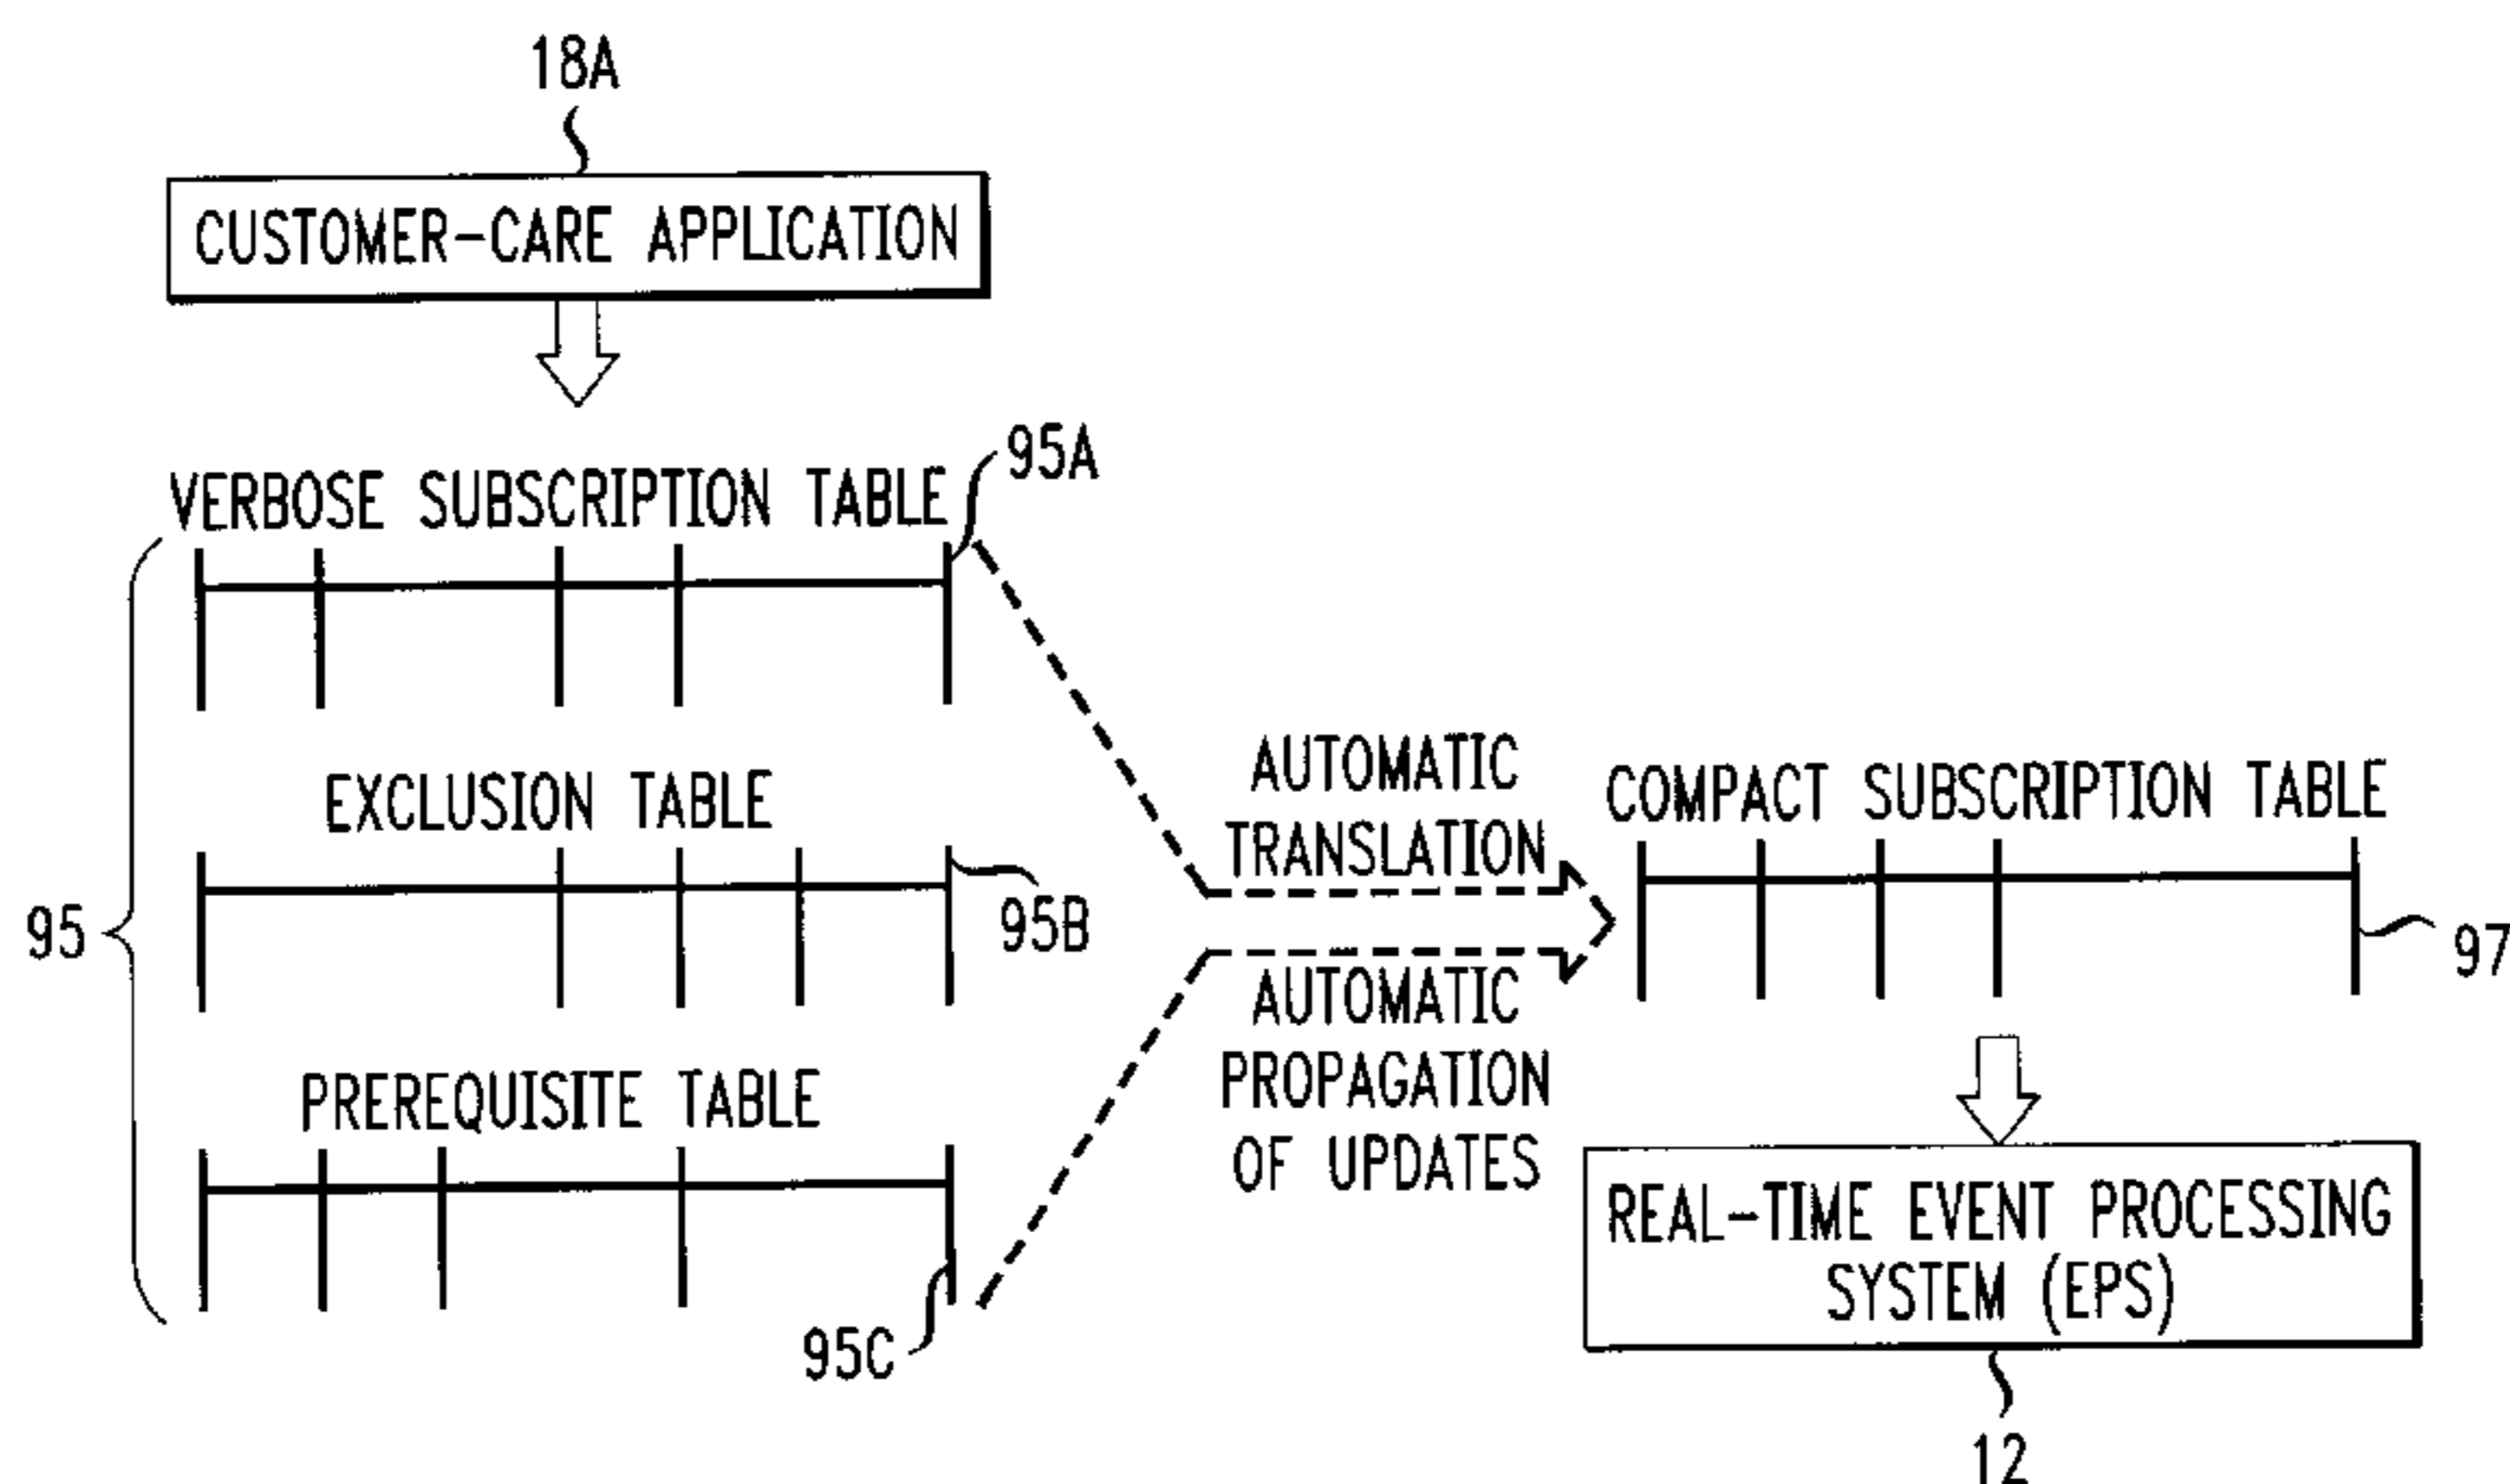 18A
CUSTOMER-CARE APPLICATION
VERBOSE SUBSCRIPTION TABLE
95A
EXCLUSION TABLE
95B
PREREQUISITE TABLE
95C
95
AUTOMATIC
TRANSLATION
AUTOMATIC
PROPAGATION
OF UPDATES
COMPACT SUBSCRIPTION TABLE
97
REAL-TIME EVENT PROCESSING
SYSTEM (EPS)
12